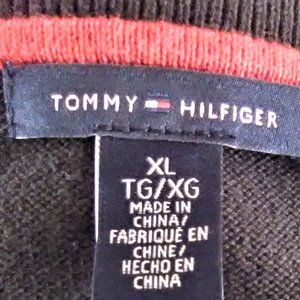 TOMMY HILFIGER
XL
TG/XG
MADE IN
CHINA/
FABRIQUÉ EN
CHINE/
HECHO EN
CHINA